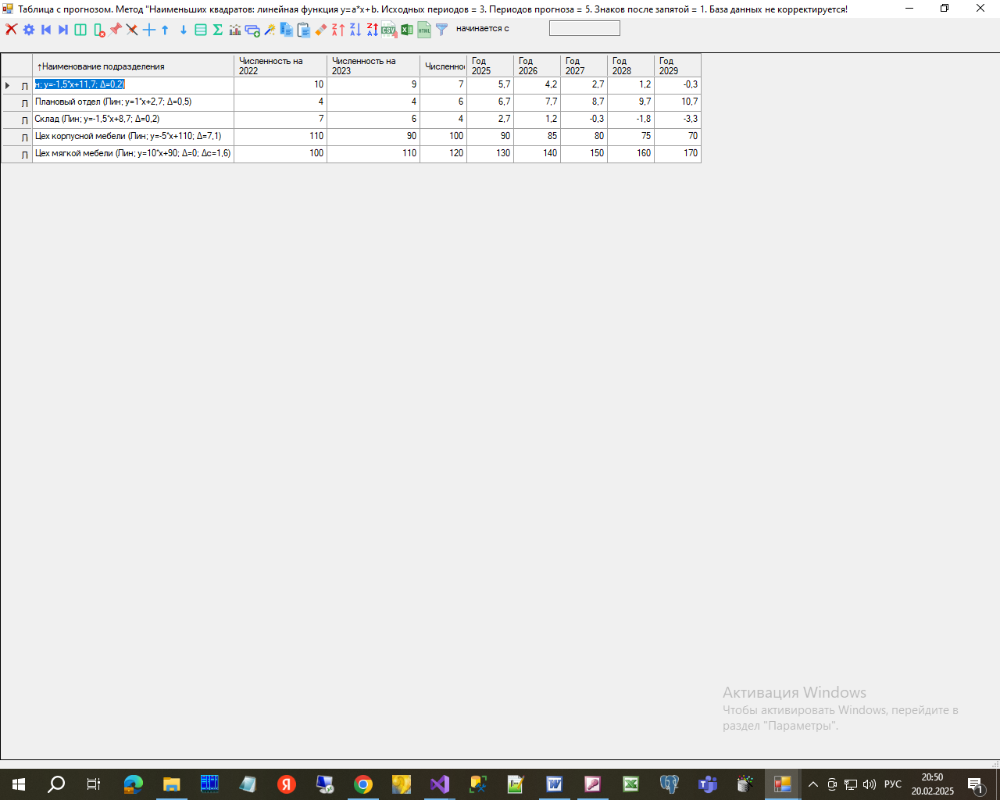 Таблица с прогнозом. Метод "Наименьших квадратов: линейная функция y=a*x+b. Исходных периодов = 3. Периодов прогноза = 5. Знаков после запятой = 1. База данных не корректируется!
начинается с
↑Наименование подразделения Численность на 2022 Численность на 2023 Численно Год 2025 Год 2026 Год 2027 Год 2028 Год 2029
Л н; y=-1,5*x+11,7; Δ=0,2) 10 9 7 5,7 4,2 2,7 1,2 -0,3
Л Плановый отдел (Лин; y=1*x+2,7; Δ=0,5) 4 4 6 6,7 7,7 8,7 9,7 10,7
Л Склад (Лин; y=-1,5*x+8,7; Δ=0,2) 7 6 4 2,7 1,2 -0,3 -1,8 -3,3
Л Цех корпусной мебели (Лин; y=-5*x+110; Δ=7,1) 110 90 100 90 85 80 75 70
Л Цех мягкой мебели (Лин; y=10*x+90; Δ=0; Δc=1,6) 100 110 120 130 140 150 160 170
Активация Windows
Чтобы активировать Windows, перейдите в
раздел "Параметры".
РУС
20:50
20.02.2025
1